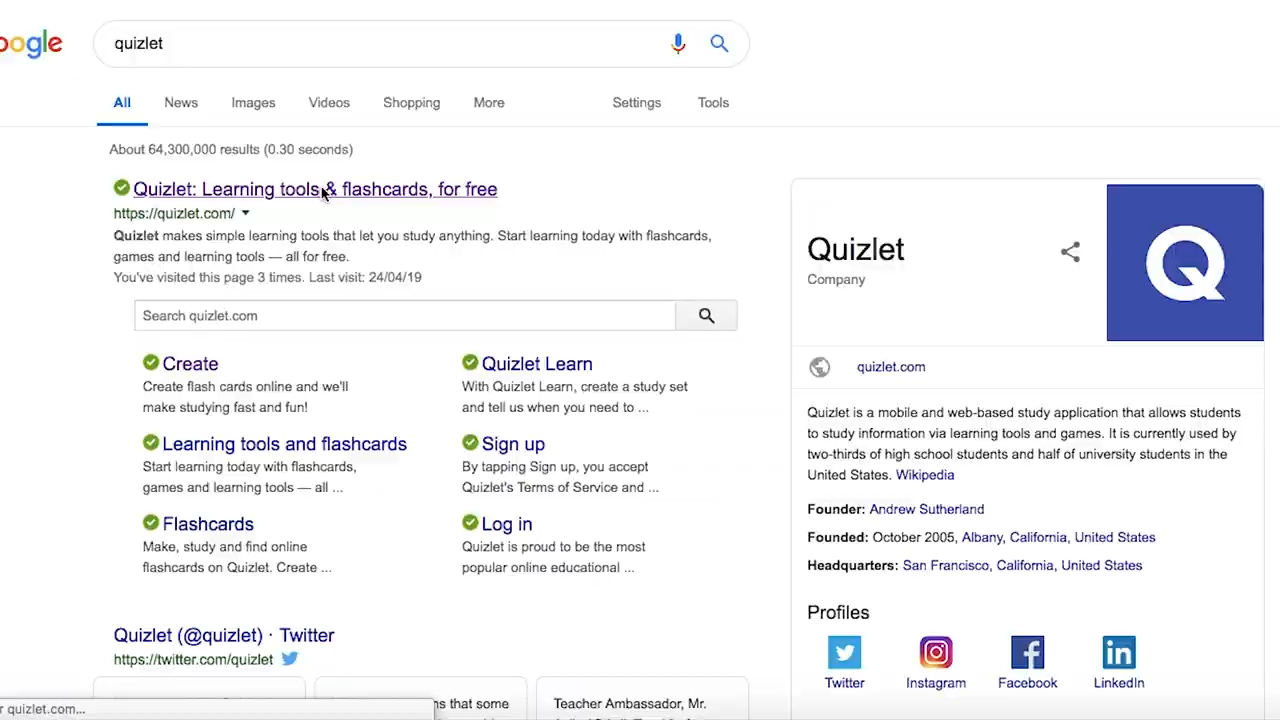 oogle
quizlet
All News Images Videos Shopping More Settings Tools
About 64,300,000 results (0.30 seconds)
Quizlet: Learning tools & flashcards, for free
https://quizlet.com/
Quizlet makes simple learning tools that let you study anything. Start learning today with flashcards,
games and learning tools — all for free.
You've visited this page 3 times. Last visit: 24/04/19
Search quizlet.com
Create
Create flash cards online and we'll
make studying fast and fun!
Quizlet Learn
With Quizlet Learn, create a study set
and tell us when you need to ...
Learning tools and flashcards
Start learning today with flashcards,
games and learning tools — all ...
Sign up
By tapping Sign up, you accept
Quizlet's Terms of Service and ...
Flashcards
Make, study and find online
flashcards on Quizlet. Create ...
Log in
Quizlet is proud to be the most
popular online educational ...
Quizlet (@quizlet) · Twitter
https://twitter.com/quizlet
ns that some
Teacher Ambassador, Mr.
r quizlet.com...
Quizlet
Company
Q
quizlet.com
Quizlet is a mobile and web-based study application that allows students
to study information via learning tools and games. It is currently used by
two-thirds of high school students and half of university students in the
United States. Wikipedia
Founder: Andrew Sutherland
Founded: October 2005, Albany, California, United States
Headquarters: San Francisco, California, United States
Profiles
Twitter Instagram Facebook LinkedIn